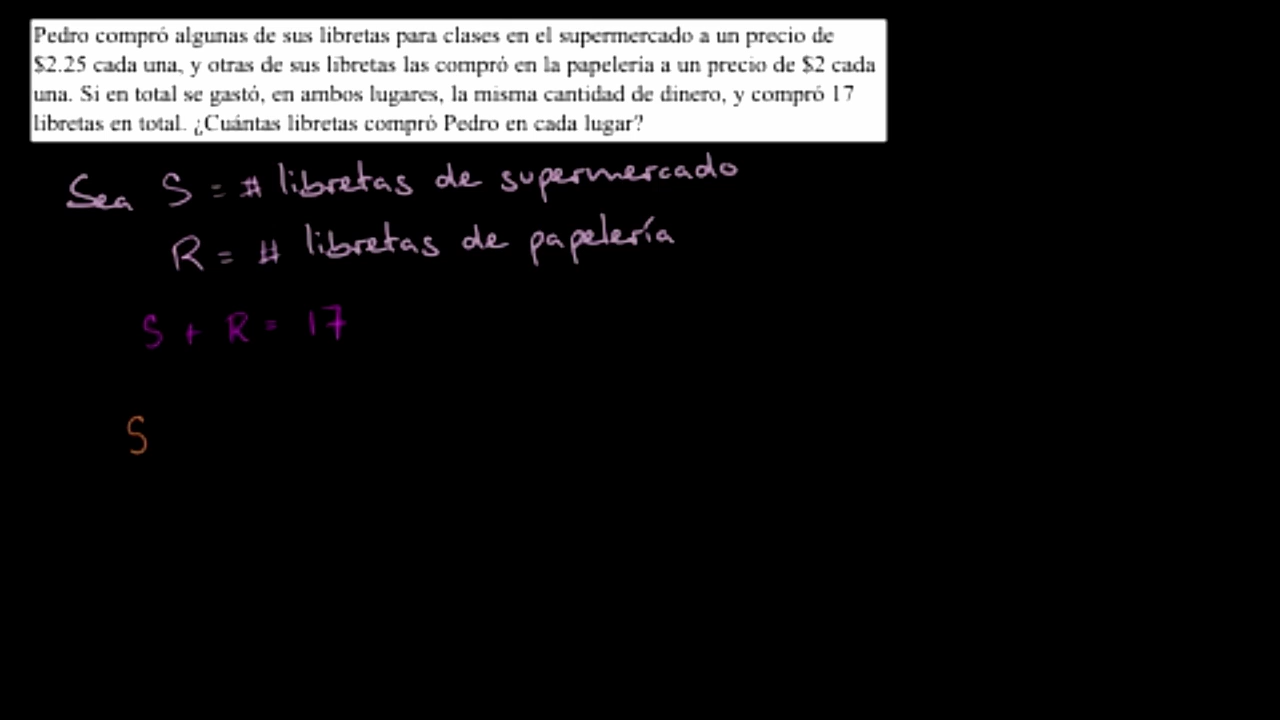 Pedro compró algunas de sus libretas para clases en el supermercado a un precio de
$2.25 cada una, y otras de sus libretas las compró en la papelería a un precio de $2 cada
una. Si en total se gastó, en ambos lugares, la misma cantidad de dinero, y compró 17
libretas en total. ¿Cuántas libretas compró Pedro en cada lugar?
Sea S = # libretas de supermercado
R = # libretas de papelería
S + R = 17
S